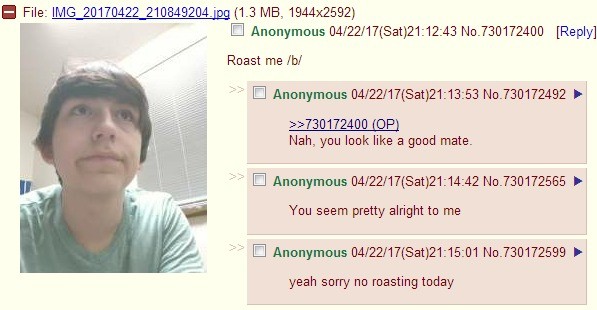 File: IMG_20170422_210849204.jpg (1.3 MB, 1944x2592)
Anonymous 04/22/17(Sat)21:12:43 No.730172400 [Reply]
Roast me /b/
>> Anonymous 04/22/17(Sat)21:13:53 No.730172492 ▶
>>730172400 (OP)
Nah, you look like a good mate.
>> Anonymous 04/22/17(Sat)21:14:42 No.730172565 ▶
You seem pretty alright to me
>> Anonymous 04/22/17(Sat)21:15:01 No.730172599 ▶
yeah sorry no roasting today